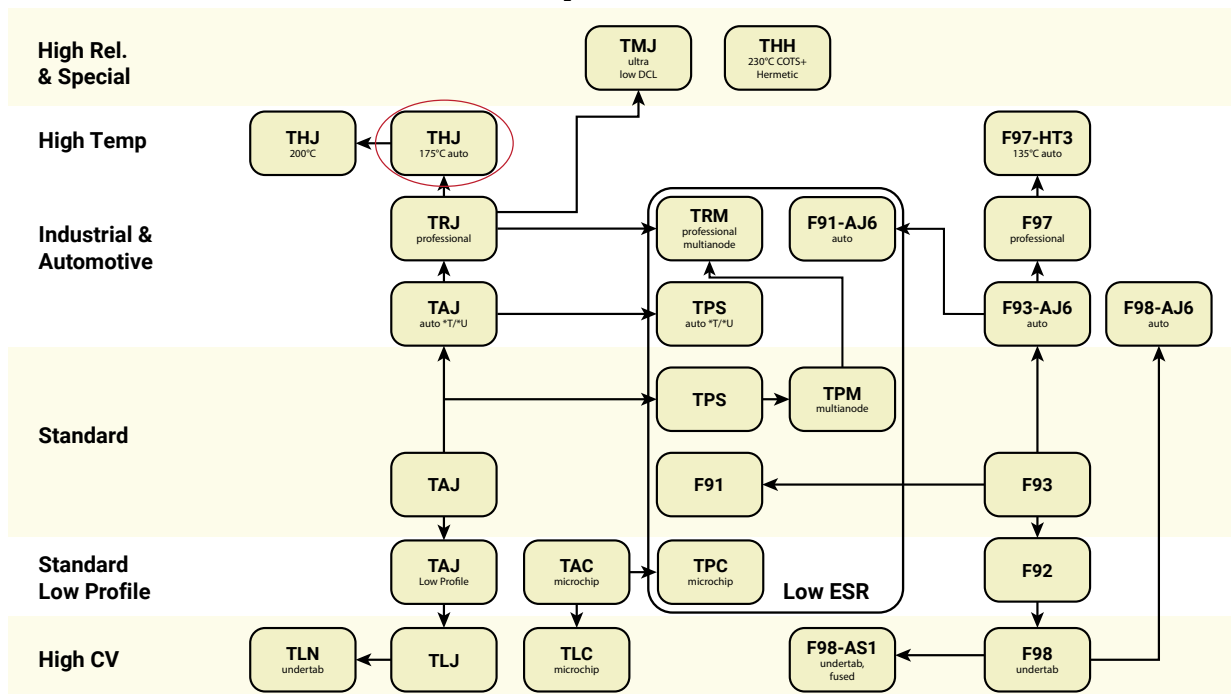 High Rel.
& Special
TMJ
ultra
low DCL
THH
230°C COTS+
Hermetic
High Temp
THJ
200°C
THJ
175°C auto
F97-HT3
135°C auto
Industrial &
Automotive
TRJ
professional
TRM
professional
multianode
F91-AJ6
auto
F97
professional
TAJ
auto *T/*U
TPS
auto *T/*U
F93-AJ6
auto
F98-AJ6
auto
Standard
TPS
TPM
multianode
TAJ
F91
F93
Standard
Low Profile
TAJ
Low Profile
TAC
microchip
TPC
microchip
Low ESR
F92
High CV
TLN
undertab
TLJ
TLC
microchip
F98-AS1
undertab,
fused
F98
undertab